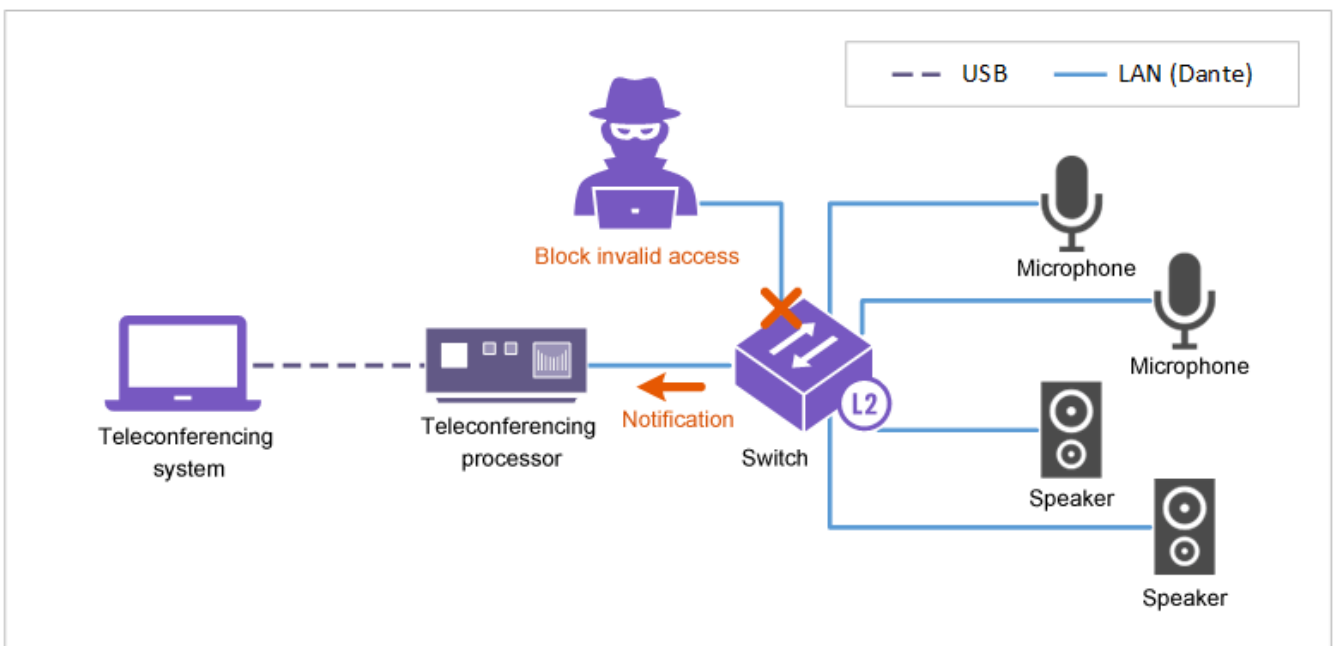 USB
LAN (Dante)
Block invalid access
Microphone
Microphone
L2
Teleconferencing
system
Teleconferencing
processor
Notification
Switch
Speaker
Speaker